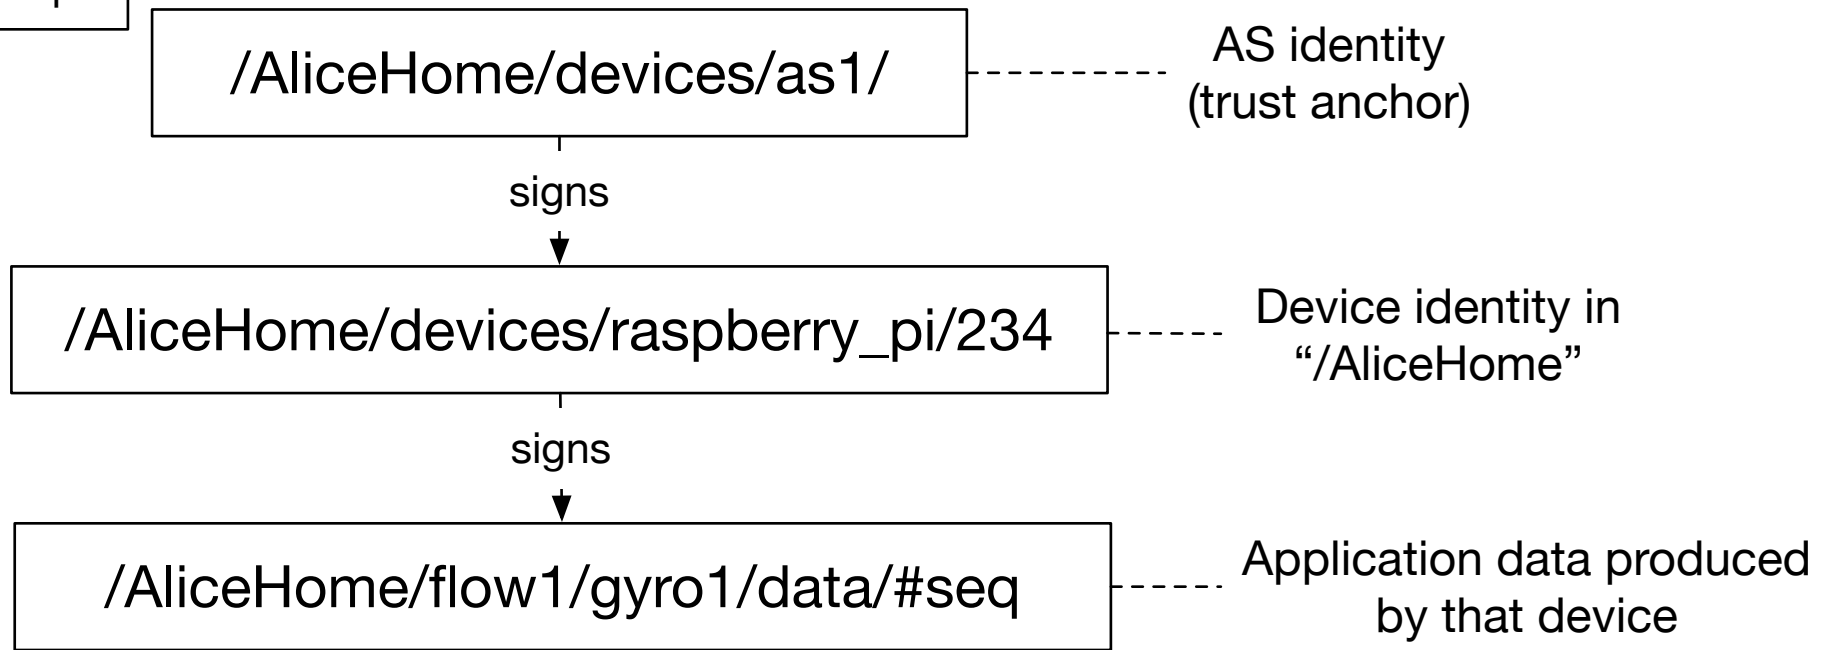 /AliceHome/devices/as1/
AS identity
(trust anchor)
signs
/AliceHome/devices/raspberry_pi/234
Device identity in
“/AliceHome”
signs
/AliceHome/flow1/gyro1/data/#seq
Application data produced
by that device